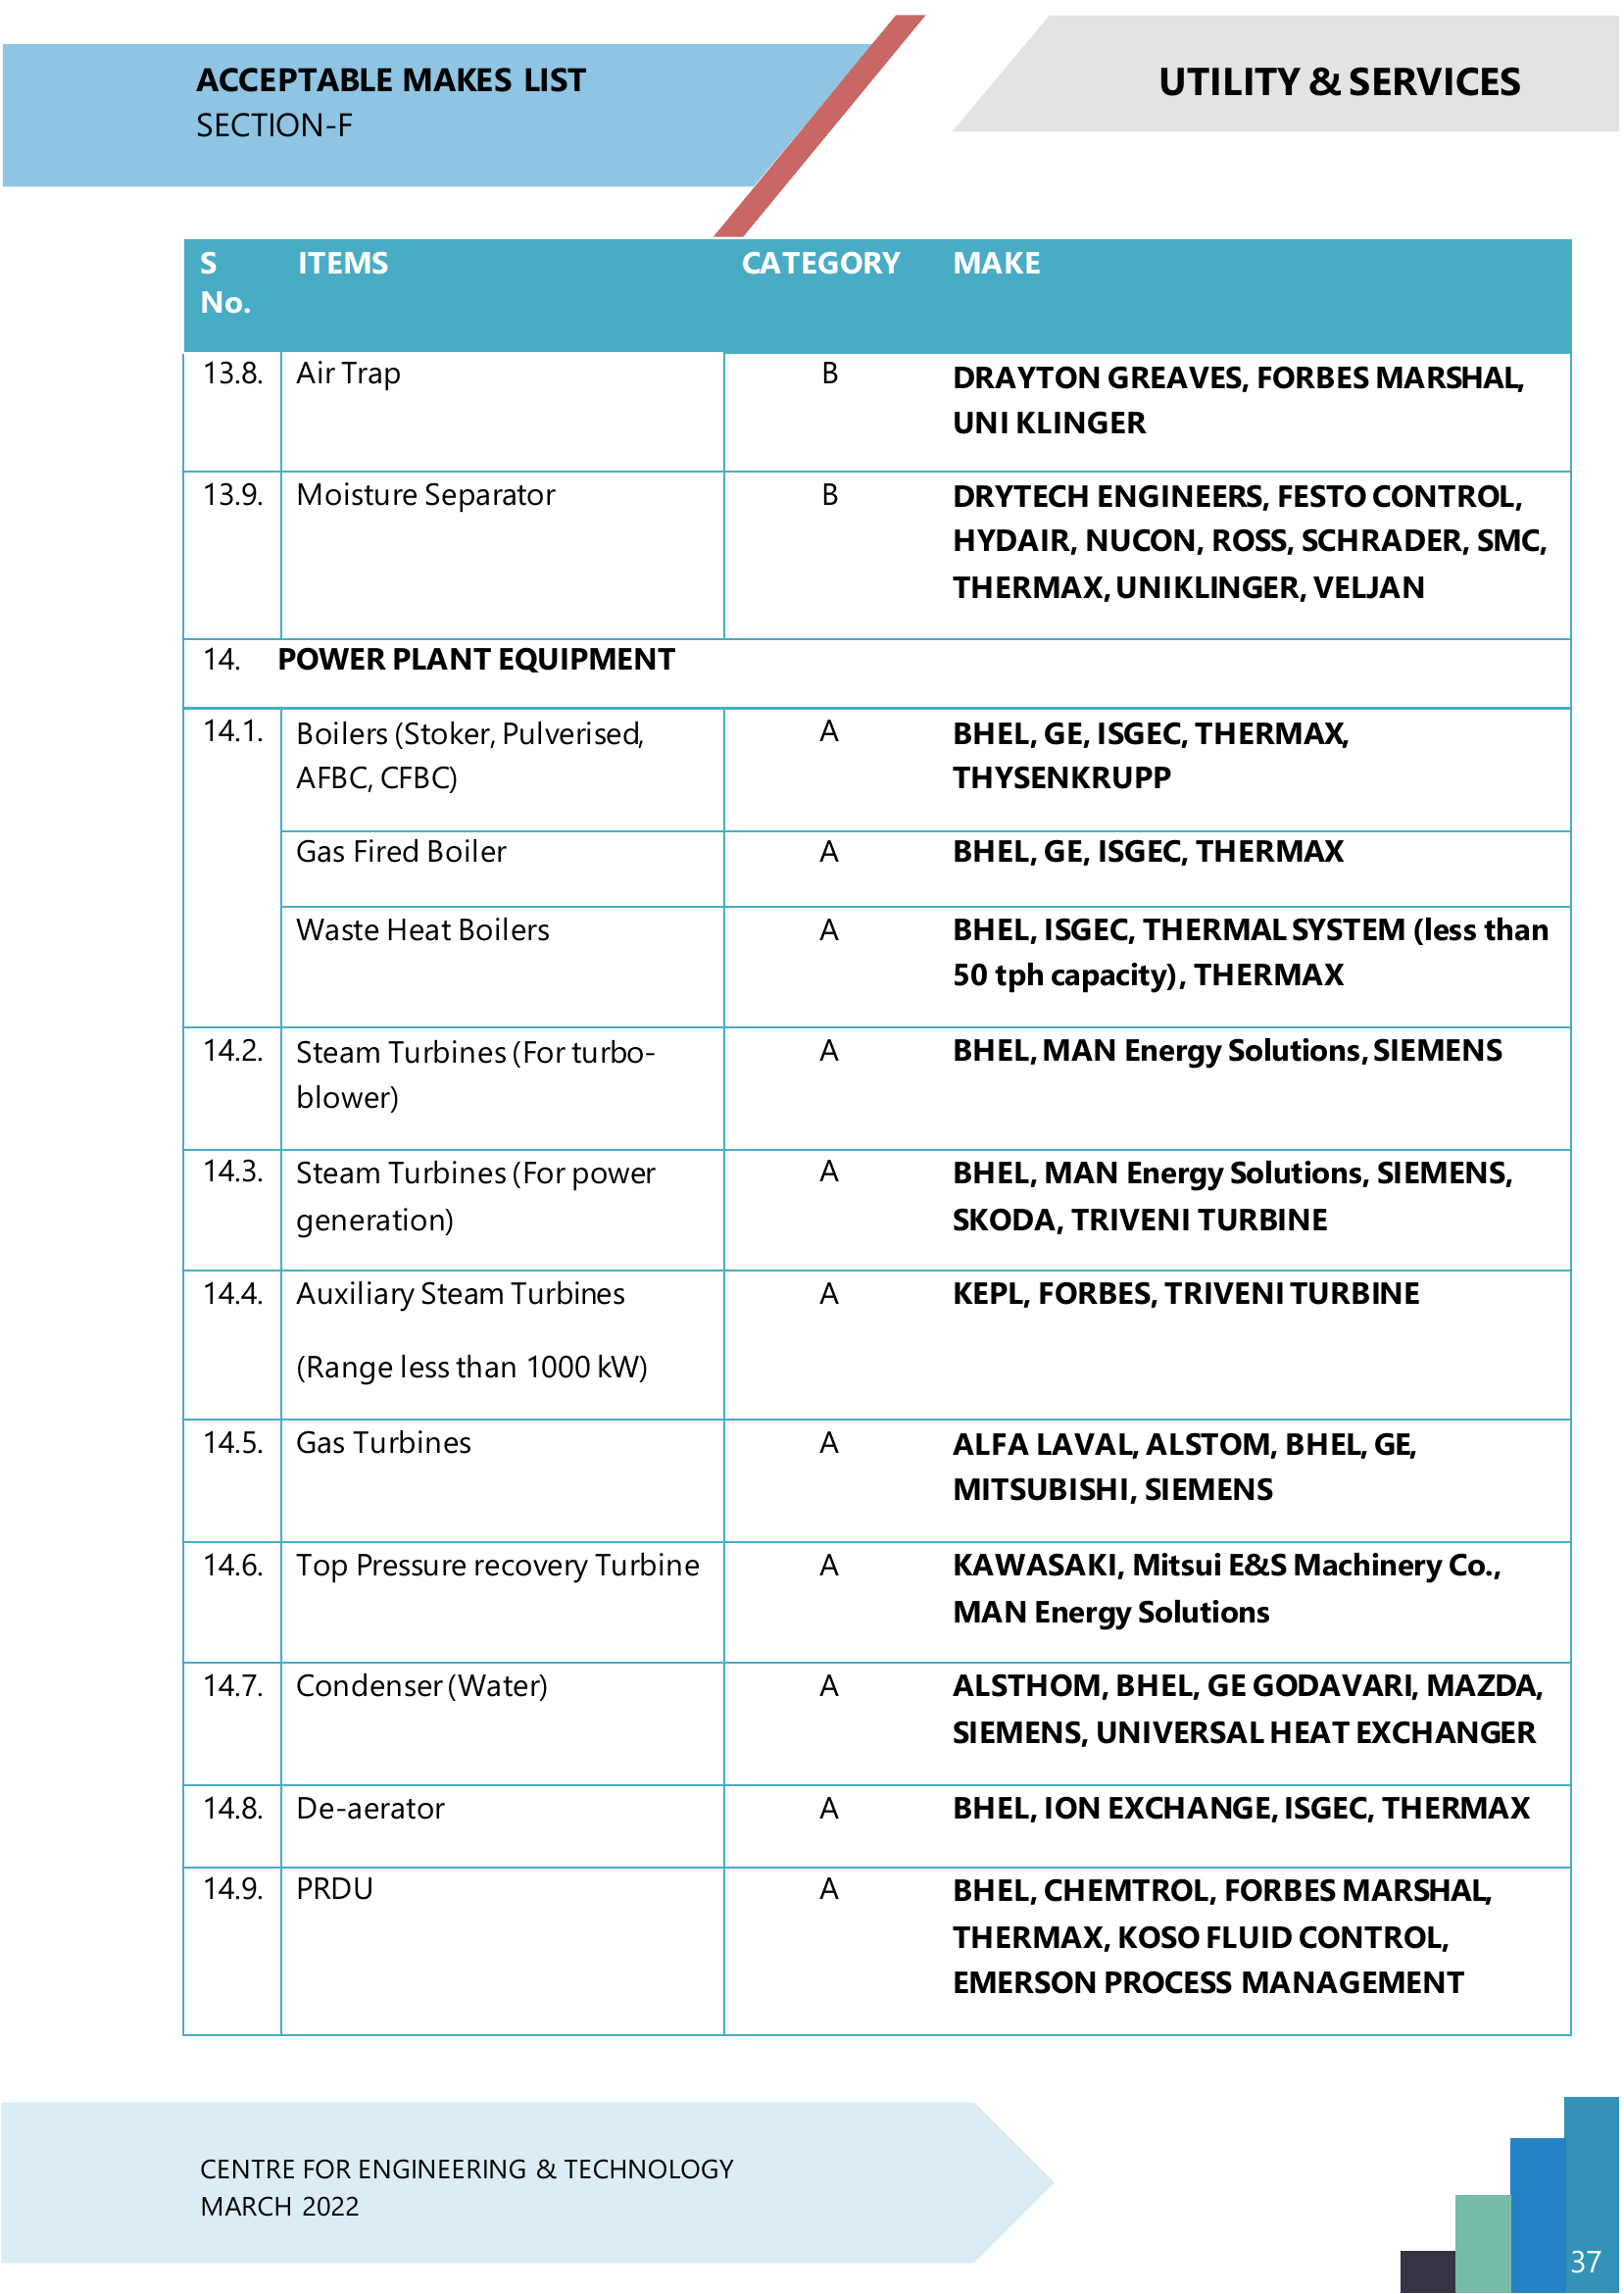 ACCEPTABLE MAKES LIST
SECTION-F
UTILITY & SERVICES
S No. ITEMS CATEGORY MAKE
13.8. Air Trap B DRAYTON GREAVES, FORBES MARSHAL,
UNI KLINGER
13.9. Moisture Separator B DRYTECH ENGINEERS, FESTO CONTROL,
HYDAIR, NUCON, ROSS, SCHRADER, SMC,
THERMAX, UNIKLINGER, VELJAN
14. POWER PLANT EQUIPMENT
14.1. Boilers (Stoker, Pulverised, A BHEL, GE, ISGEC, THERMAX,
AFBC, CFBC) THYSENKRUPP
Gas Fired Boiler A BHEL, GE, ISGEC, THERMAX
Waste Heat Boilers A BHEL, ISGEC, THERMAL SYSTEM (less than
50 tph capacity), THERMAX
14.2. Steam Turbines (For turbo- A BHEL, MAN Energy Solutions, SIEMENS
blower)
14.3. Steam Turbines (For power A BHEL, MAN Energy Solutions, SIEMENS,
generation) SKODA, TRIVENI TURBINE
14.4. Auxiliary Steam Turbines A KEPL, FORBES, TRIVENI TURBINE
(Range less than 1000 kW)
14.5. Gas Turbines A ALFA LAVAL, ALSTOM, BHEL, GE,
MITSUBISHI, SIEMENS
14.6. Top Pressure recovery Turbine A KAWASAKI, Mitsui E&S Machinery Co.,
MAN Energy Solutions
14.7. Condenser (Water) A ALSTHOM, BHEL, GE GODAVARI, MAZDA,
SIEMENS, UNIVERSAL HEAT EXCHANGER
14.8. De-aerator A BHEL, ION EXCHANGE, ISGEC, THERMAX
14.9. PRDU A BHEL, CHEMTROL, FORBES MARSHAL,
THERMAX, KOSO FLUID CONTROL,
EMERSON PROCESS MANAGEMENT
CENTRE FOR ENGINEERING & TECHNOLOGY
MARCH 2022
37